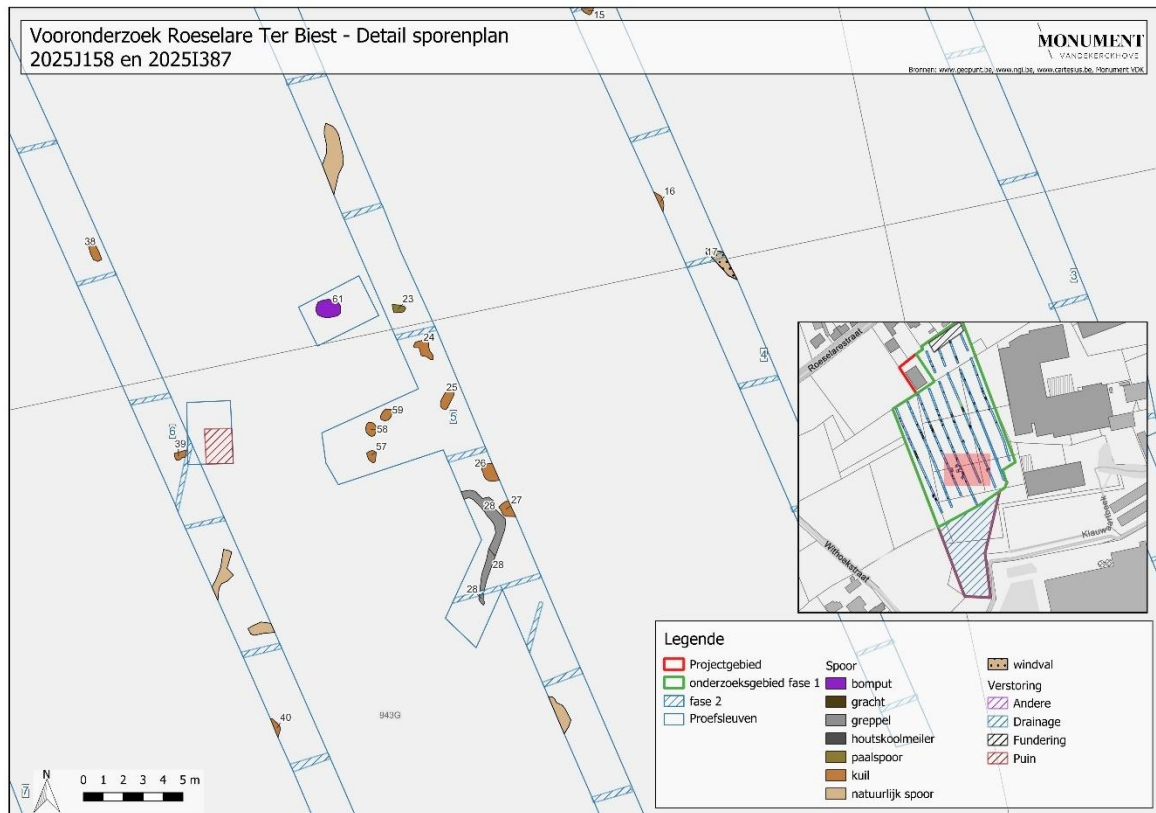 Vooronderzoek Roeselare Ter Biest - Detail sporenplan
2025J158 en 2025I387
MONUMENT
VANDEKERCKHOVE
Bronnen: www.geopunt.be, www.ngi.be, www.cartesius.be, Monument VDK
15
16
17
38
3
61
23
24
4
25
59
5
58
6
39
57
26
27
28
28
28
40
943G
7
Roeselarestraat
Withoekstraat
N
0 1 2 3 4 5 m
Legende
Projectgebied
onderzoeksgebied fase 1
fase 2
Proefsleuven
Spoor
bomput
gracht
greppel
houtskoolmeiler
paalspoor
kuil
natuurlijk spoor
windval
Verstoring
Andere
Drainage
Fundering
Puin